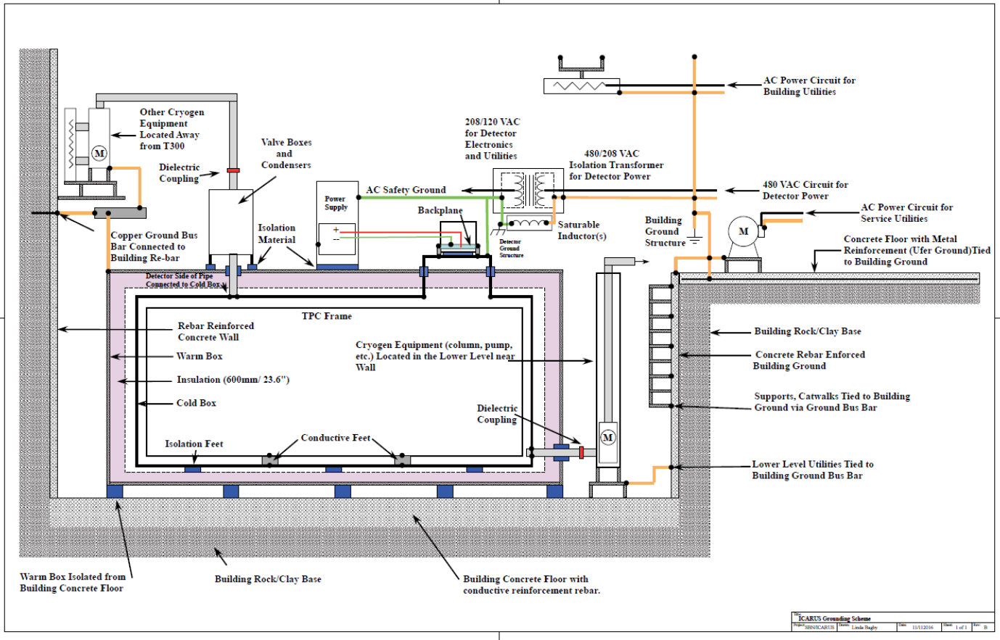 AC Power Circuit for
Building Utilities
Other Cryogen
Equipment
Located Away
from T300
M
208/120 VAC
for Detector
Electronics
and Utilities
Valve Boxes
and
Condensers
480/208 VAC
Isolation Transformer
for Detector Power
Dielectric
Coupling
AC Safety Ground
480 VAC Circuit for
Detector Power
Power
Supply
+
--
Backplane
AC Power Circuit for
Service Utilities
Isolation
Material
Saturable
Inductor(s)
Building
Ground
Structure
M
Copper Ground Bus
Bar Connected to
Building Re-bar
Detector
Ground
Structure
Concrete Floor with Metal
Reinforcement (Ufer Ground)Tied
to Building Ground
Detector Side of Pipe
Connected to Cold Box
TPC Frame
Rebar Reinforced
Concrete Wall
Building Rock/Clay Base
Cryogen Equipment (column, pump,
etc.) Located in the Lower Level near
Wall
Warm Box
Concrete Rebar Enforced
Building Ground
Insulation (600mm/ 23.6")
Cold Box
Supports, Catwalks Tied to Building
Ground via Ground Bus Bar
Dielectric
Coupling
Isolation Feet
Conductive Feet
M
Lower Level Utilities Tied to
Building Ground Bus Bar
Warm Box Isolated from
Building Concrete Floor
Building Rock/Clay Base
Building Concrete Floor with
conductive reinforcement rebar.
Title:
ICARUS Grounding Scheme
Project: SBN/ICARUS Drawn: Linda Bagby Date: 11/112016 Sheet: 1 of 1 Rev: B